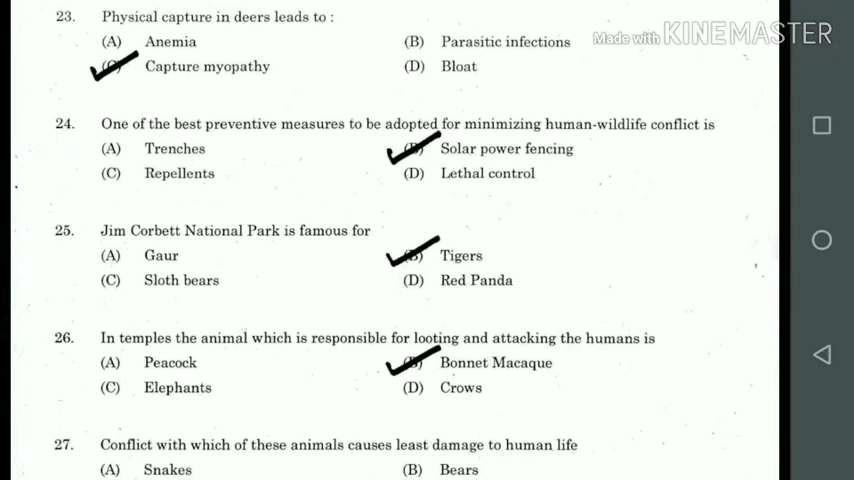 Made with KINEMASTER
23. Physical capture in deers leads to :
(A) Anemia (B) Parasitic infections
(C) Capture myopathy (D) Bloat
24. One of the best preventive measures to be adopted for minimizing human-wildlife conflict is
(A) Trenches (B) Solar power fencing
(C) Repellents (D) Lethal control
25. Jim Corbett National Park is famous for
(A) Gaur (B) Tigers
(C) Sloth bears (D) Red Panda
26. In temples the animal which is responsible for looting and attacking the humans is
(A) Peacock (B) Bonnet Macaque
(C) Elephants (D) Crows
27. Conflict with which of these animals causes least damage to human life
(A) Snakes (B) Bears